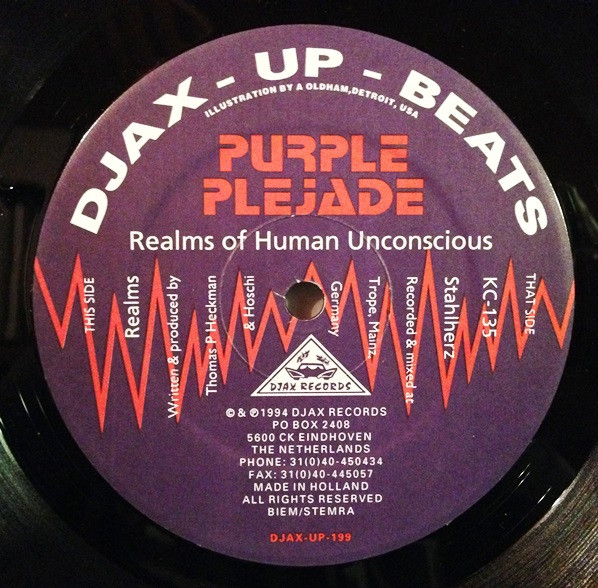 DJAX - UP - BEATS
ILLUSTRATION BY A OLDHAM, DETROIT, USA
PURPLE
PLEJADE
Realms of Human Unconscious
THIS SIDE
Realms
Written & produced by
Thomas P Heckman
& Hoschi
THAT SIDE
KC-135
Stahlherz
Recorded & mixed at
Trope, Mainz,
Germany
DJAX RECORDS
© & ℗ 1994 DJAX RECORDS
PO BOX 2408
5600 CK EINDHOVEN
THE NETHERLANDS
PHONE: 31(0)40-450434
FAX: 31(0)40-445057
MADE IN HOLLAND
ALL RIGHTS RESERVED
BIEM/STEMRA
DJAX-UP-199